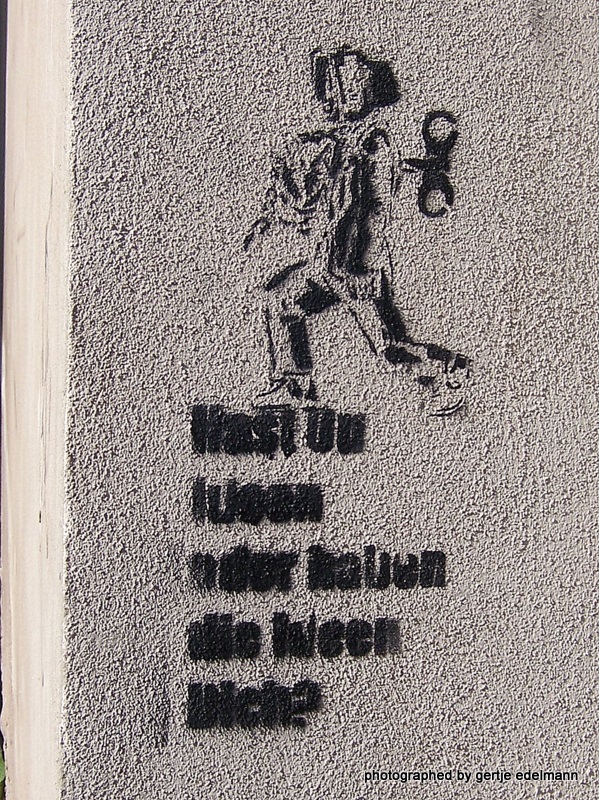 Hast Du
Ideen
oder haben
die Ideen
Dich?
photographed by gertje edelmann